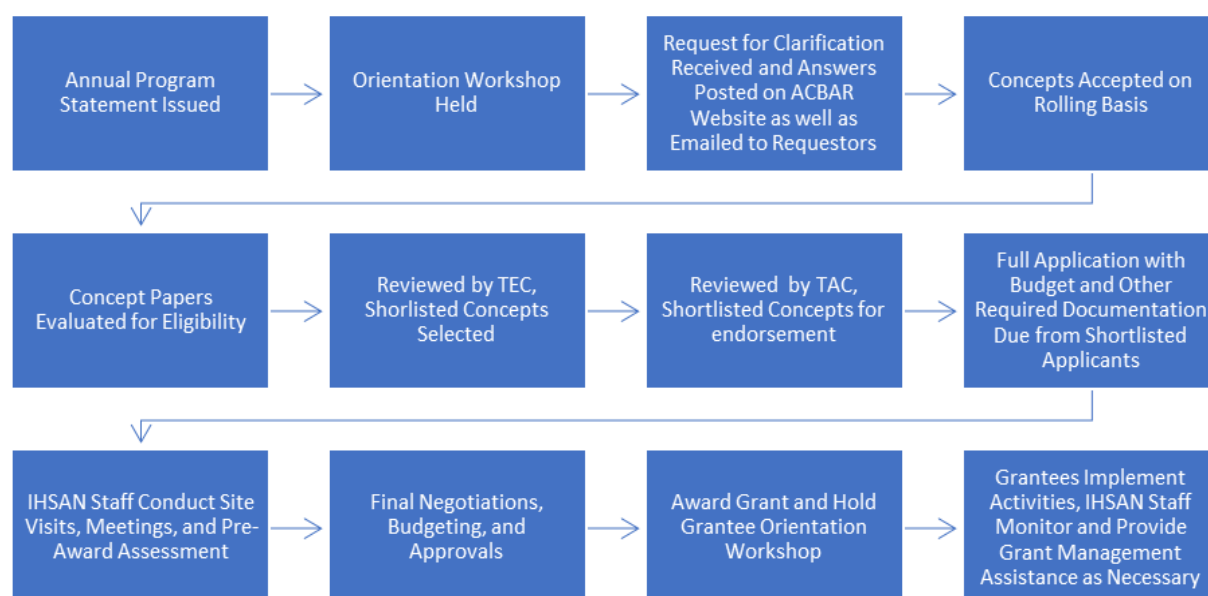 Annual Program
Statement Issued
Orientation Workshop
Held
Request for Clarification
Received and Answers
Posted on ACBAR
Website as well as
Emailed to Requestors
Concepts Accepted on
Rolling Basis
Concept Papers
Evaluated for Eligibility
Reviewed by TEC,
Shorlisted Concepts
Selected
Reviewed by TAC,
Shortlisted Concepts for
endorsement
Full Application with
Budget and Other
Required Documentation
Due from Shortlisted
Applicants
IHSAN Staff Conduct Site
Visits, Meetings, and Pre-
Award Assessment
Final Negotiations,
Budgeting, and
Approvals
Award Grant and Hold
Grantee Orientation
Workshop
Grantees Implement
Activities, IHSAN Staff
Monitor and Provide
Grant Management
Assistance as Necessary